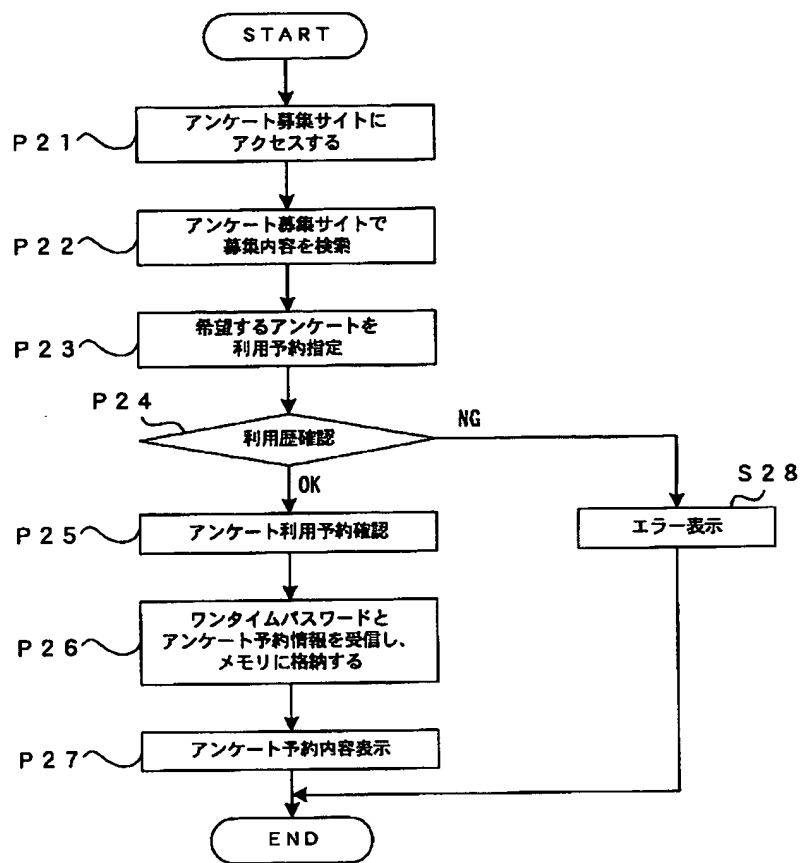 START
P21
アンケート募集サイトに
アクセスする
P22
アンケート募集サイトで
募集内容を検索
P23
希望するアンケートを
利用予約指定
P24
利用歴確認
NG
OK
S28
エラー表示
P25
アンケート利用予約確認
P26
ワンタイムパスワードと
アンケート予約情報を受信し、
メモリに格納する
P27
アンケート予約内容表示
END